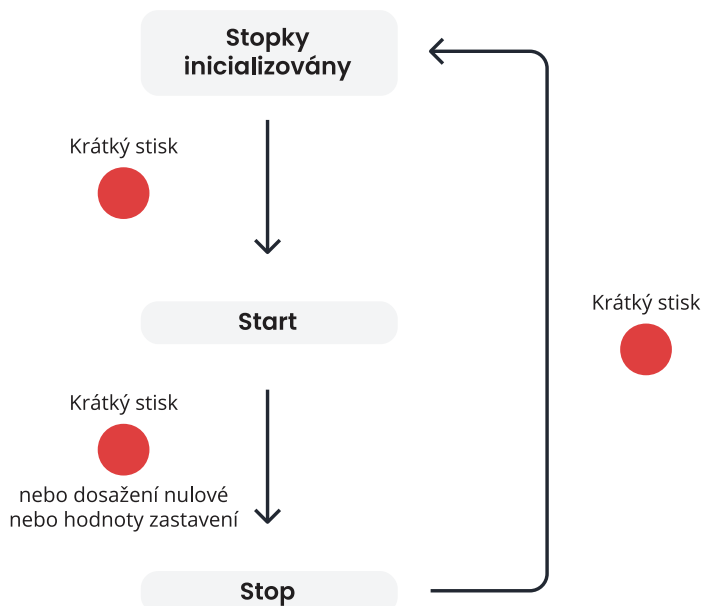 Stopky
inicializovány
Krátký stisk
Start
Krátký stisk
Krátký stisk
nebo dosažení nulové
nebo hodnoty zastavení
Stop